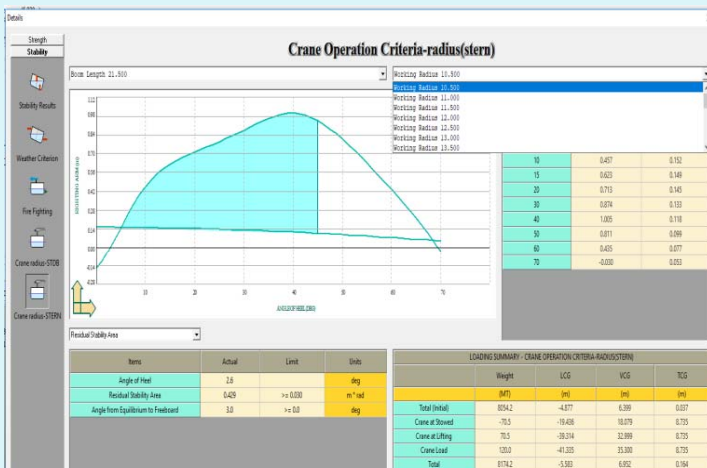 Details
Strength
Stability
Stability Results
Weather Criterion
Fire Fighting
Crane radius-STDB
Crane radius-STERN
Crane Operation Criteria-radius(stern)
Boom Length 21.500
Working Radius 10.500
Working Radius 10.500
Working Radius 11.000
Working Radius 11.500
Working Radius 12.000
Working Radius 12.500
Working Radius 13.000
Working Radius 13.500
10 0.457 0.152
15 0.623 0.149
20 0.713 0.145
30 0.874 0.133
40 1.005 0.118
50 0.811 0.099
60 0.435 0.077
70 -0.030 0.053
10 20 30 40 50 60 70
ANGLE OF HEEL (DEG)
Residual Stability Area
Items Actual Limit Units
Angle of Heel 2.6 deg
Residual Stability Area 0.429 >= 0.030 m * rad
Angle from Equilibrium to Freeboard 3.0 >= 0.0 deg
LOADING SUMMARY - CRANE OPERATION CRITERIA-RADIUS(STERN)
Weight LCG VCG TCG
(MT) (m) (m) (m)
Total (Initial) 8054.2 -4.877 6.399 0.037
Crane at Stowed -70.5 -19.436 18.079 0.735
Crane at Lifting 70.5 -39.314 32.899 0.735
Crane Load 120.0 -41.335 35.300 0.735
Total 8174.2 -5.583 6.952 0.164